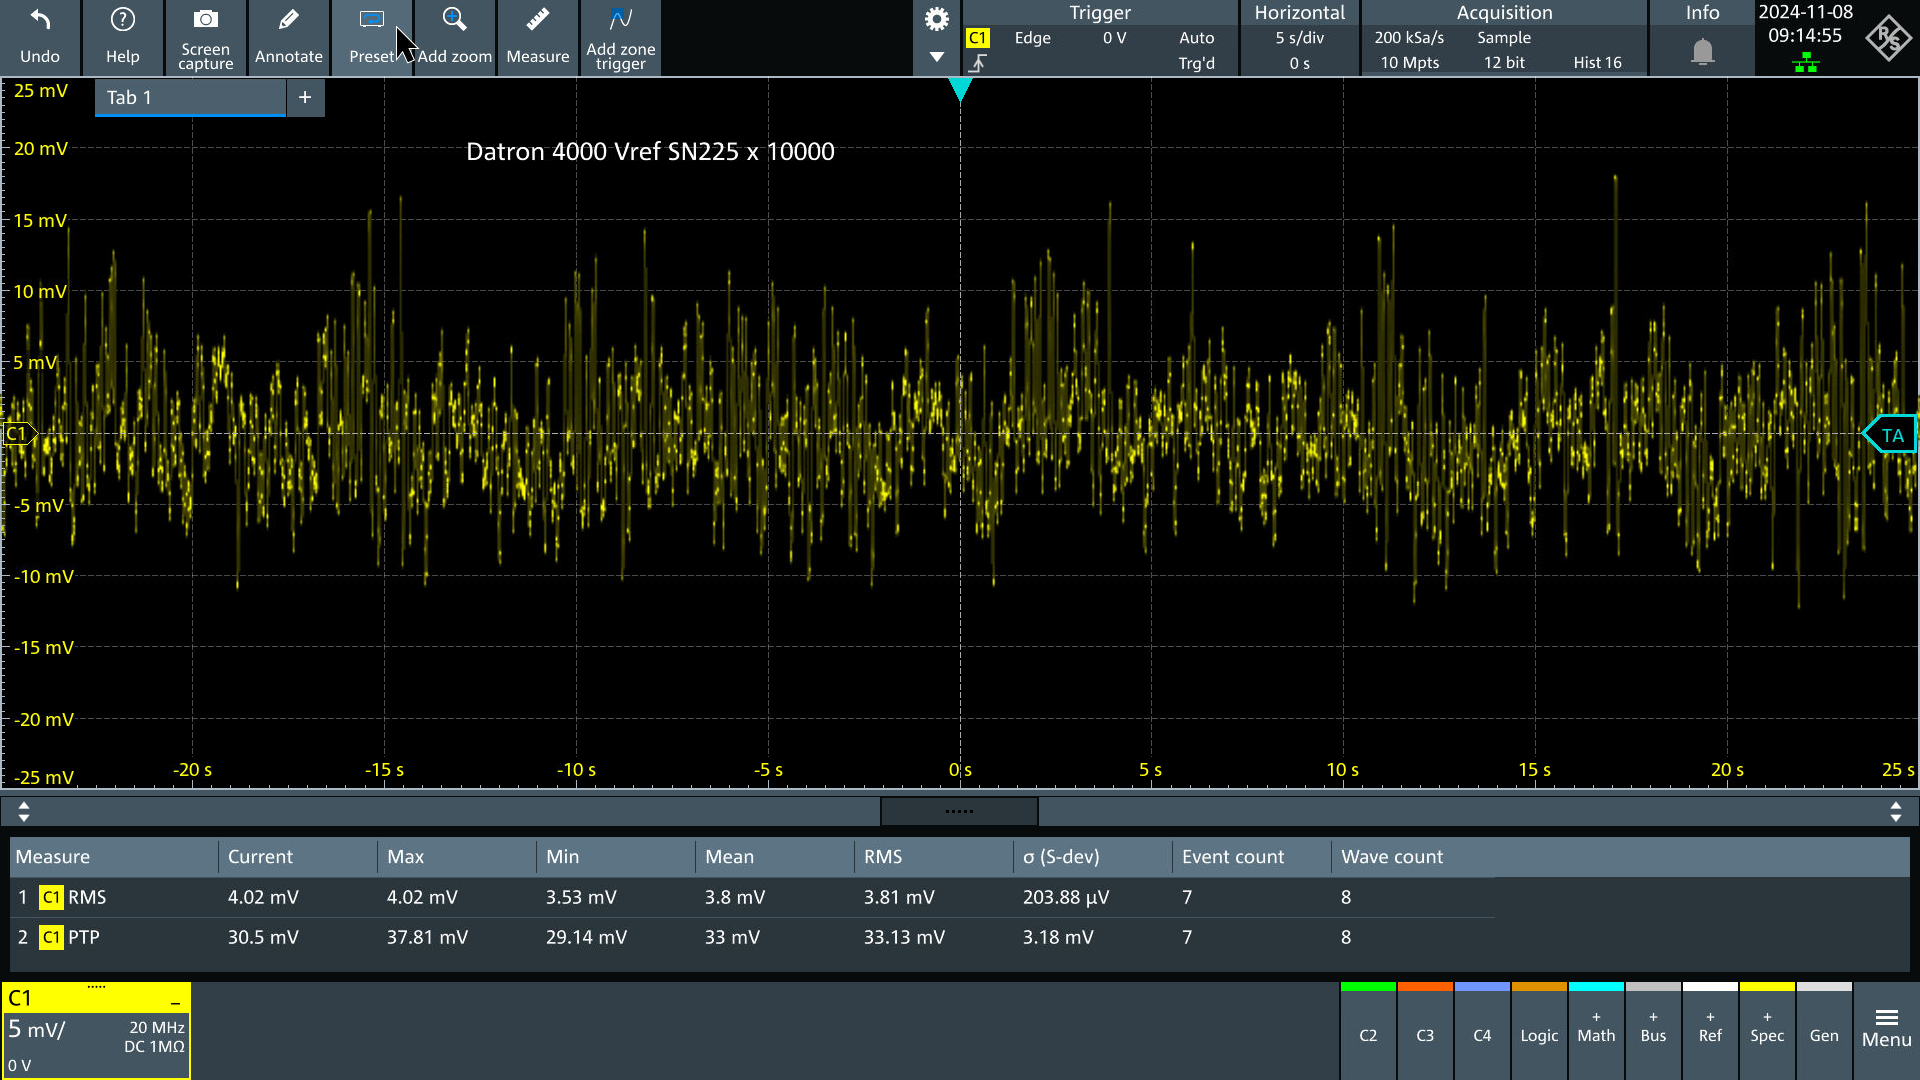 Undo
Help
Screen
capture
Annotate
Preset
Add zoom
Measure
Add zone
trigger
Trigger
C1 Edge 0 V Auto
Trg'd
Horizontal
5 s/div
0 s
Acquisition
200 kSa/s Sample
10 Mpts 12 bit Hist 16
Info
2024-11-08
09:14:55
R&S
25 mV
Tab 1 +
20 mV
Datron 4000 Vref SN225 x 10000
15 mV
10 mV
5 mV
C1
TA
-5 mV
-10 mV
-15 mV
-20 mV
-25 mV
-20 s -15 s -10 s -5 s 0 s 5 s 10 s 15 s 20 s 25 s
Measure Current Max Min Mean RMS σ (S-dev) Event count Wave count
1 C1 RMS 4.02 mV 4.02 mV 3.53 mV 3.8 mV 3.81 mV 203.88 µV 7 8
2 C1 PTP 30.5 mV 37.81 mV 29.14 mV 33 mV 33.13 mV 3.18 mV 7 8
C1
5 mV/ 20 MHz
DC 1MΩ
0 V
C2
C3
C4
Logic
+
Math
+
Bus
+
Ref
+
Spec
Gen
Menu